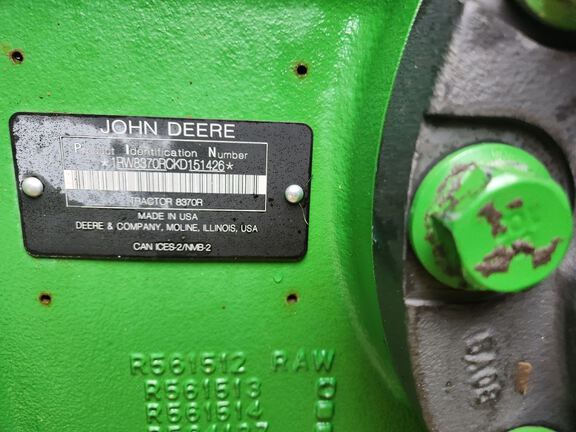 JOHN DEERE
Product Identification Number
*1RW8370RCKD151426*
TRACTOR 8370R
MADE IN USA
DEERE & COMPANY, MOLINE, ILLINOIS, USA
CAN ICES-2/NMB-2
R561512 RAW
R561513
R561514